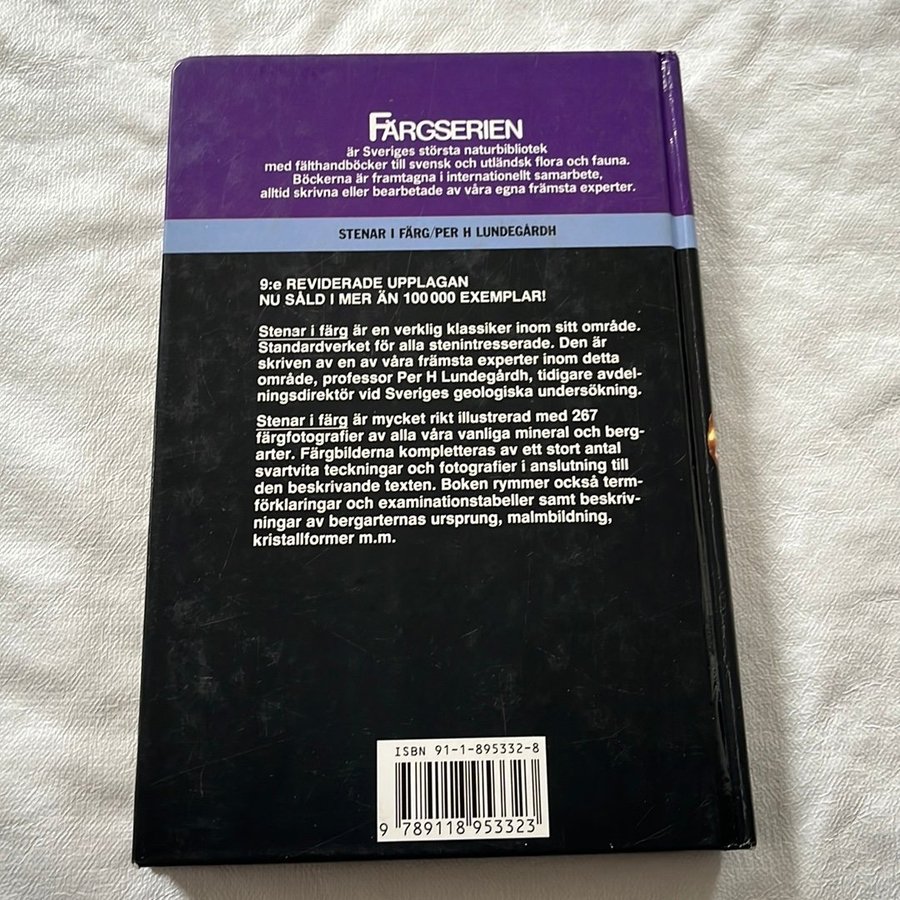 FÄRGSERIEN
är Sveriges största naturbibliotek
med fälthandböcker till svensk och utländsk flora och fauna.
Böckerna är framtagna i internationellt samarbete,
alltid skrivna eller bearbetade av våra egna främsta experter.
STENAR I FÄRG/PER H LUNDEGÅRDH
9:e REVIDERADE UPPLAGAN
NU SÅLD I MER ÄN 100 000 EXEMPLAR!
Stenar i färg är en verklig klassiker inom sitt område.
Standardverket för alla stenintresserade. Den är
skriven av en av våra främsta experter inom detta
område, professor Per H Lundegårdh, tidigare avdel-
ningsdirektör vid Sveriges geologiska undersökning.
Stenar i färg är mycket rikt illustrerad med 267
färgfotografier av alla våra vanliga mineral och berg-
arter. Färgbilderna kompletteras av ett stort antal
svartvita teckningar och fotografier i anslutning till
den beskrivande texten. Boken rymmer också term-
förklaringar och examinationstabeller samt beskriv-
ningar av bergarternas ursprung, malmbildning,
kristallformer m.m.
ISBN 91-1-895332-8
9 789118 953323